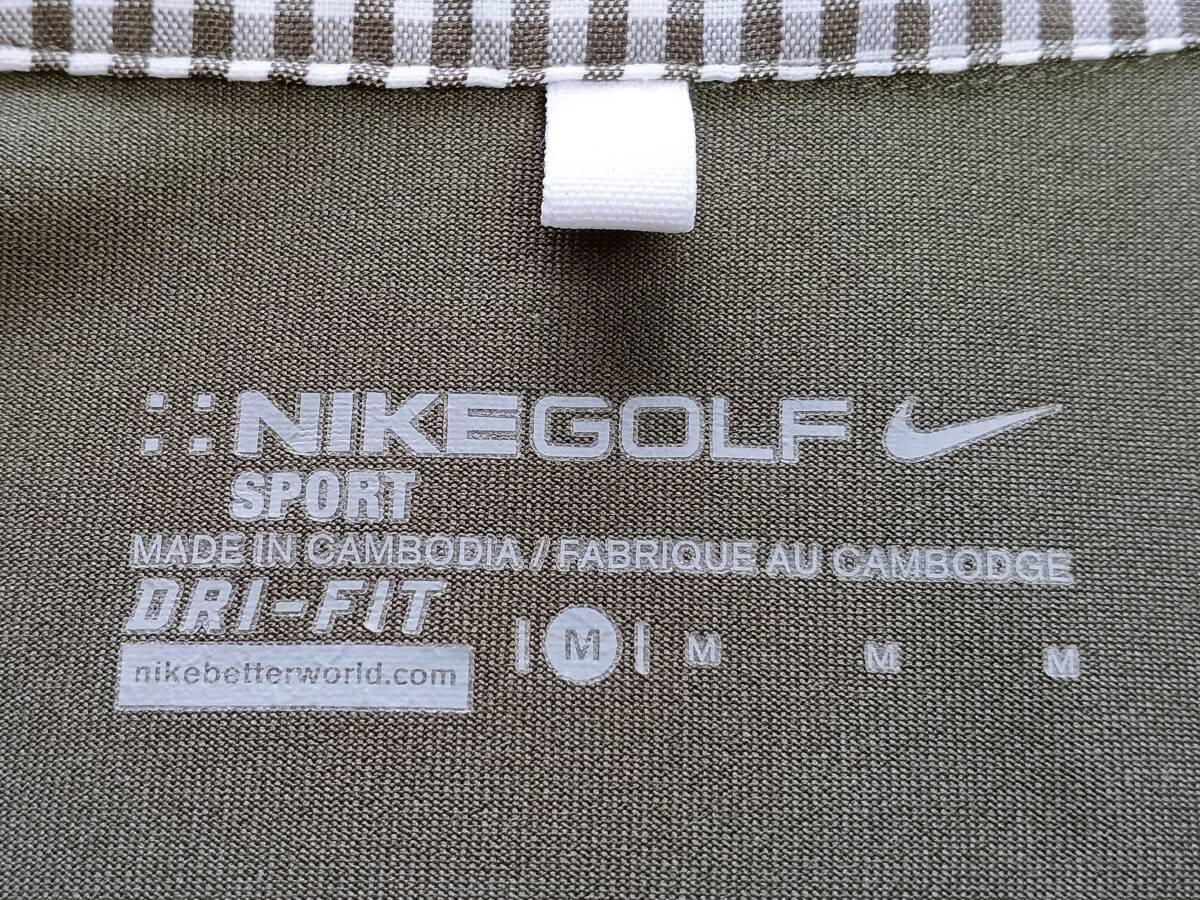 NIKEGOLF
SPORT
MADE IN CAMBODIA / FABRIQUE AU CAMBODGE
DRI-FIT
M M M M
nikebetterworld.com